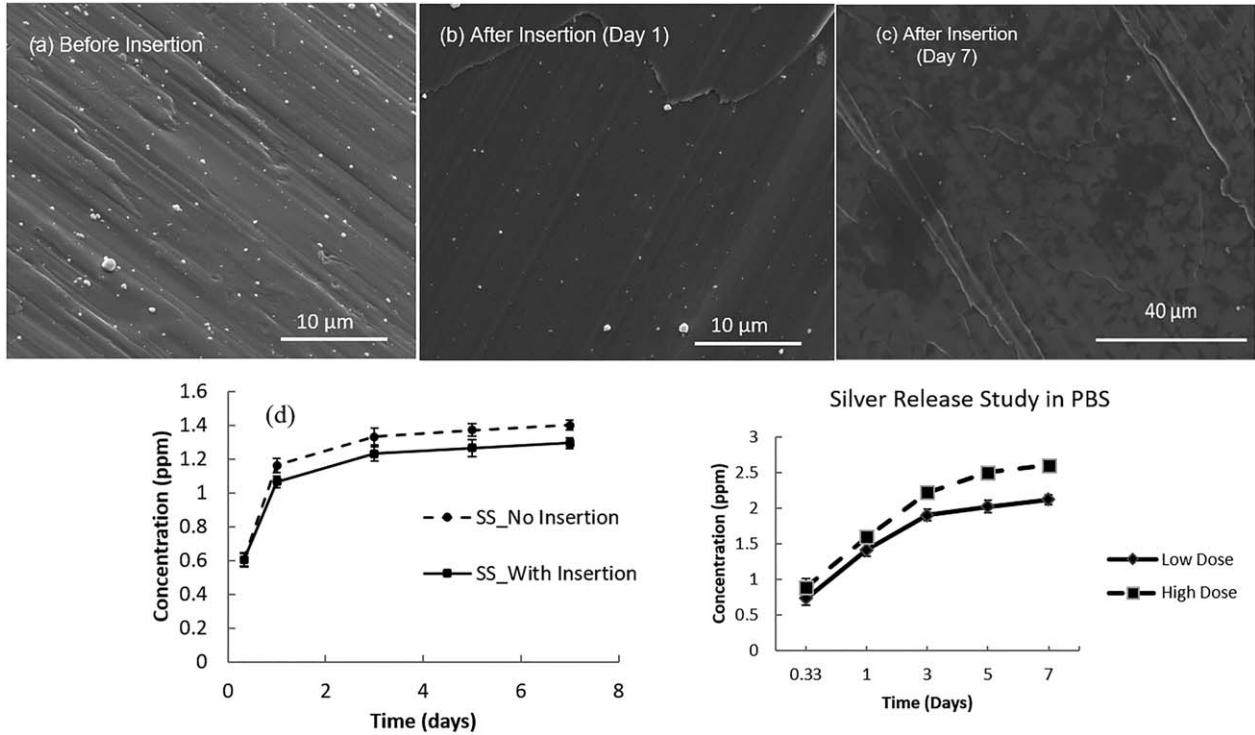 (a) Before Insertion
10 µm
(b) After Insertion (Day 1)
10 µm
(c) After Insertion
(Day 7)
40 µm
(d)
Concentration (ppm)
1.6
1.4
1.2
1
0.8
0.6
0.4
0.2
0
SS_No Insertion
SS_With Insertion
0 2 4 6 8
Time (days)
Silver Release Study in PBS
Concentration (ppm)
3
2.5
2
1.5
1
0.5
0
Low Dose
High Dose
0.33 1 3 5 7
Time (Days)